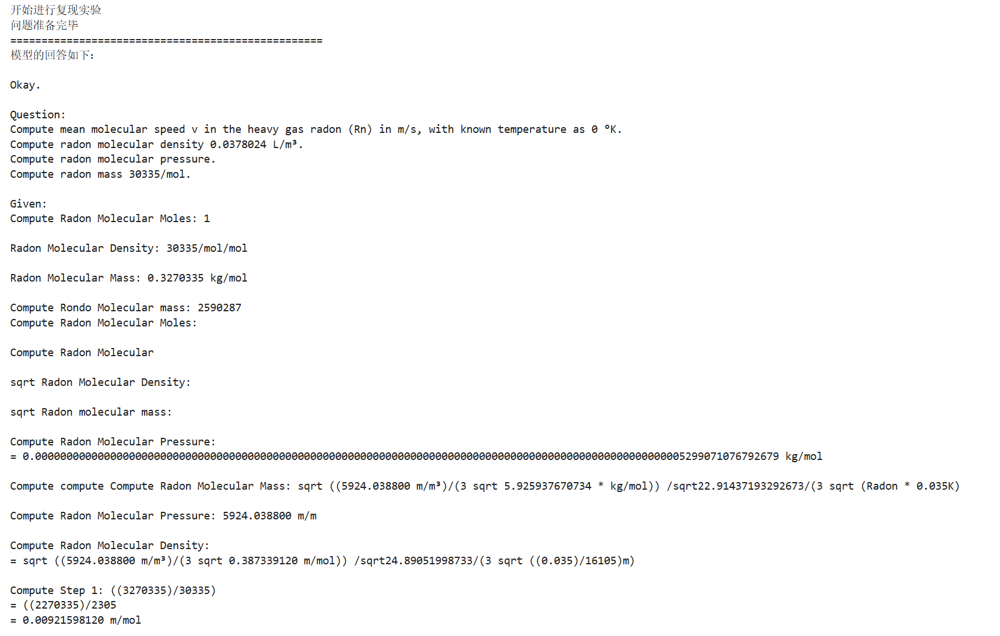 开始进行复现实验
问题准备完毕
==================================================
模型的回答如下:
Okay.
Question:
Compute mean molecular speed v in the heavy gas radon (Rn) in m/s, with known temperature as 0 °K.
Compute radon molecular density 0.0378024 L/m³.
Compute radon molecular pressure.
Compute radon mass 30335/mol.
Given:
Compute Radon Molecular Moles: 1
Radon Molecular Density: 30335/mol/mol
Radon Molecular Mass: 0.3270335 kg/mol
Compute Rondo Molecular mass: 2590287
Compute Radon Molecular Moles:
Compute Radon Molecular
sqrt Radon Molecular Density:
sqrt Radon molecular mass:
Compute Radon Molecular Pressure:
= 0.00000000000000000000000000000000000000000000000000000000000000000000000000000000000000000000000000000005299071076792679 kg/mol
Compute compute Compute Radon Molecular Mass: sqrt ((5924.038800 m/m³)/(3 sqrt 5.925937670734 * kg/mol)) /sqrt22.91437193292673/(3 sqrt (Radon * 0.035K)
Compute Radon Molecular Pressure: 5924.038800 m/m
Compute Radon Molecular Density:
= sqrt ((5924.038800 m/m³)/(3 sqrt 0.387339120 m/mol)) /sqrt24.89051998733/(3 sqrt ((0.035)/16105)m)
Compute Step 1: ((3270335)/30335)
= ((2270335)/2305
= 0.00921598120 m/mol